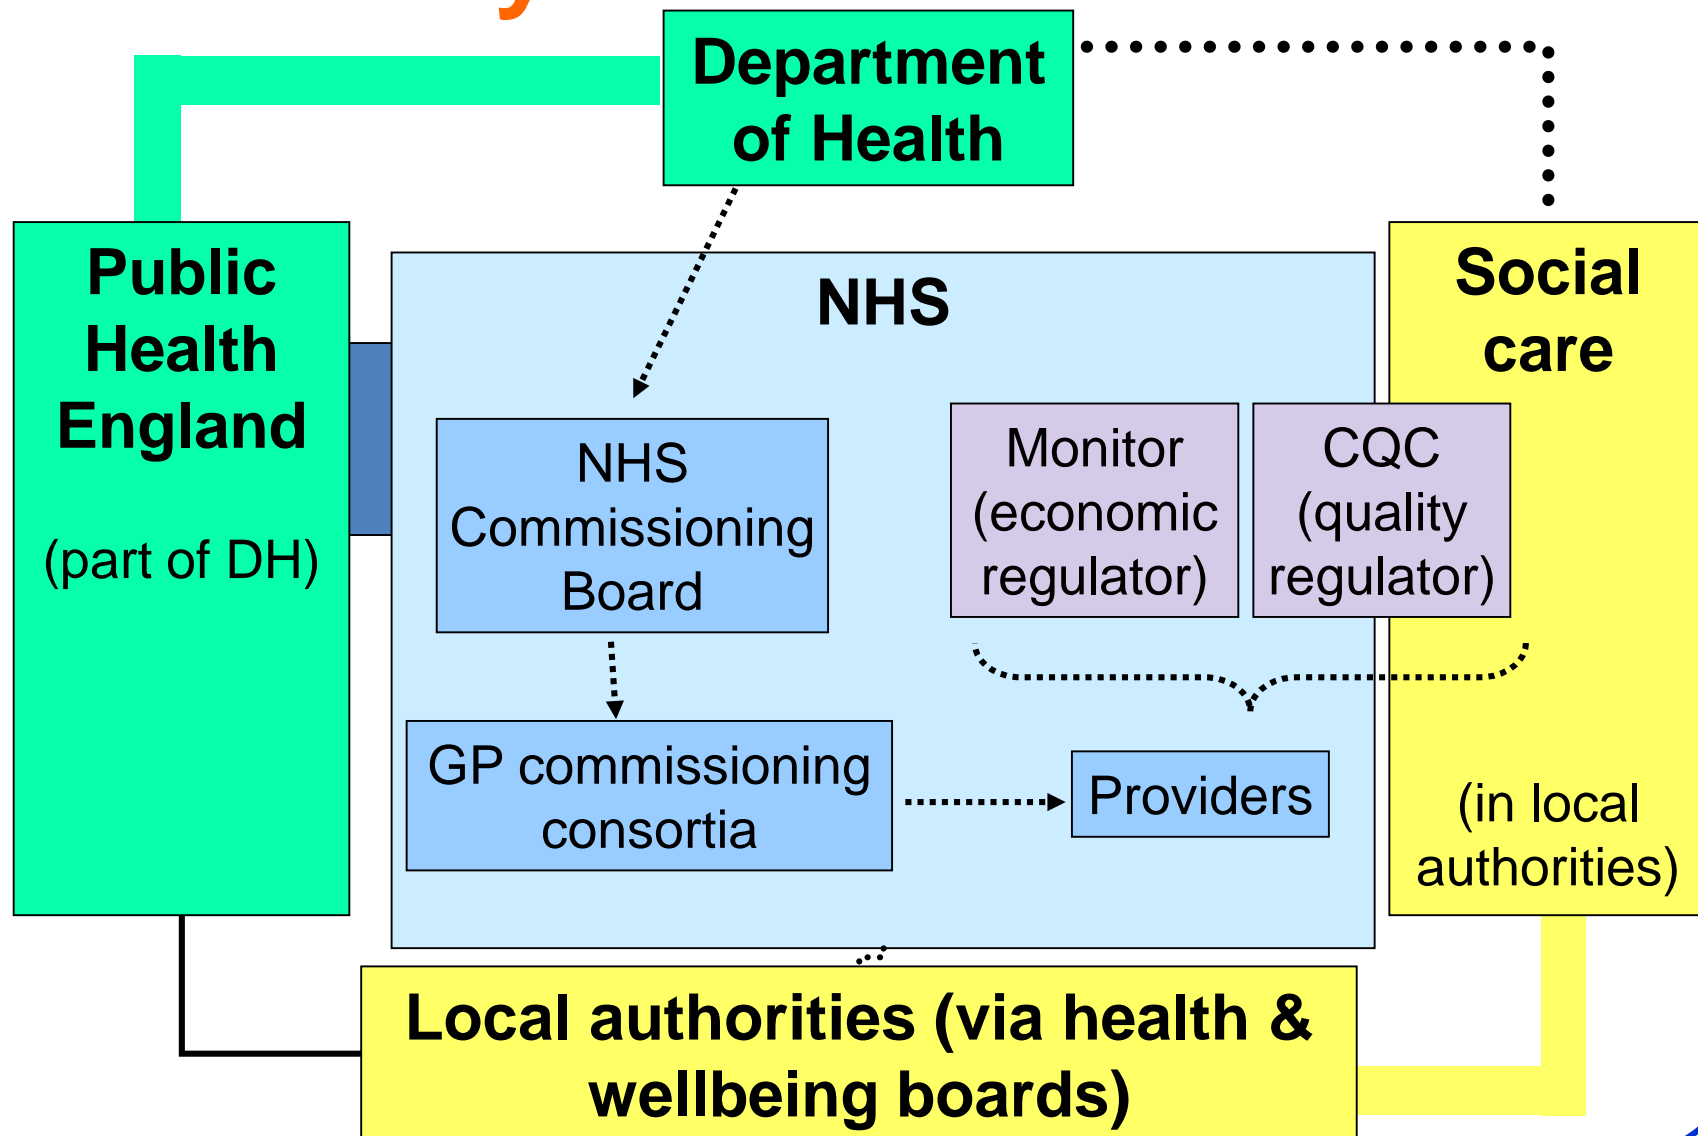 Department
of Health
Public
Health
England
(part of DH)
NHS
NHS
Commissioning
Board
GP commissioning
consortia
Monitor
(economic
regulator)
CQC
(quality
regulator)
Providers
Social
care
(in local
authorities)
Local authorities (via health &
wellbeing boards)